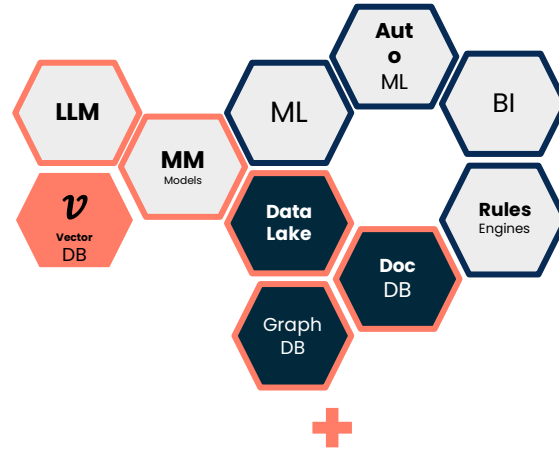 Aut
o
ML
LLM
ML
BI
MM
Models
𝓥
Vector
DB
Data
Lake
Rules
Engines
Doc
DB
Graph
DB